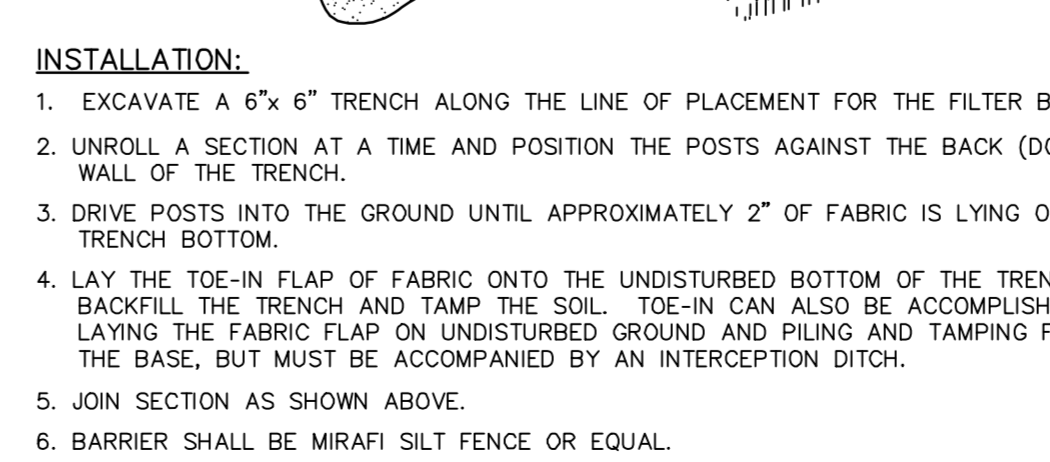 INSTALLATION:
1. EXCAVATE A 6"x 6" TRENCH ALONG THE LINE OF PLACEMENT FOR THE FILTER
2. UNROLL A SECTION AT A TIME AND POSITION THE POSTS AGAINST THE BACK
WALL OF THE TRENCH.
3. DRIVE POSTS INTO THE GROUND UNTIL APPROXIMATELY 2" OF FABRIC IS LYING
TRENCH BOTTOM.
4. LAY THE TOE-IN FLAP OF FABRIC ONTO THE UNDISTURBED BOTTOM OF THE
BACKFILL THE TRENCH AND TAMP THE SOIL. TOE-IN CAN ALSO BE
LAYING THE FABRIC FLAP ON UNDISTURBED GROUND AND PILING AND TAMPING
THE BASE, BUT MUST BE ACCOMPANIED BY AN INTERCEPTION DITCH.
5. JOIN SECTION AS SHOWN ABOVE.
6. BARRIER SHALL BE MIRAFI SILT FENCE OR EQUAL.